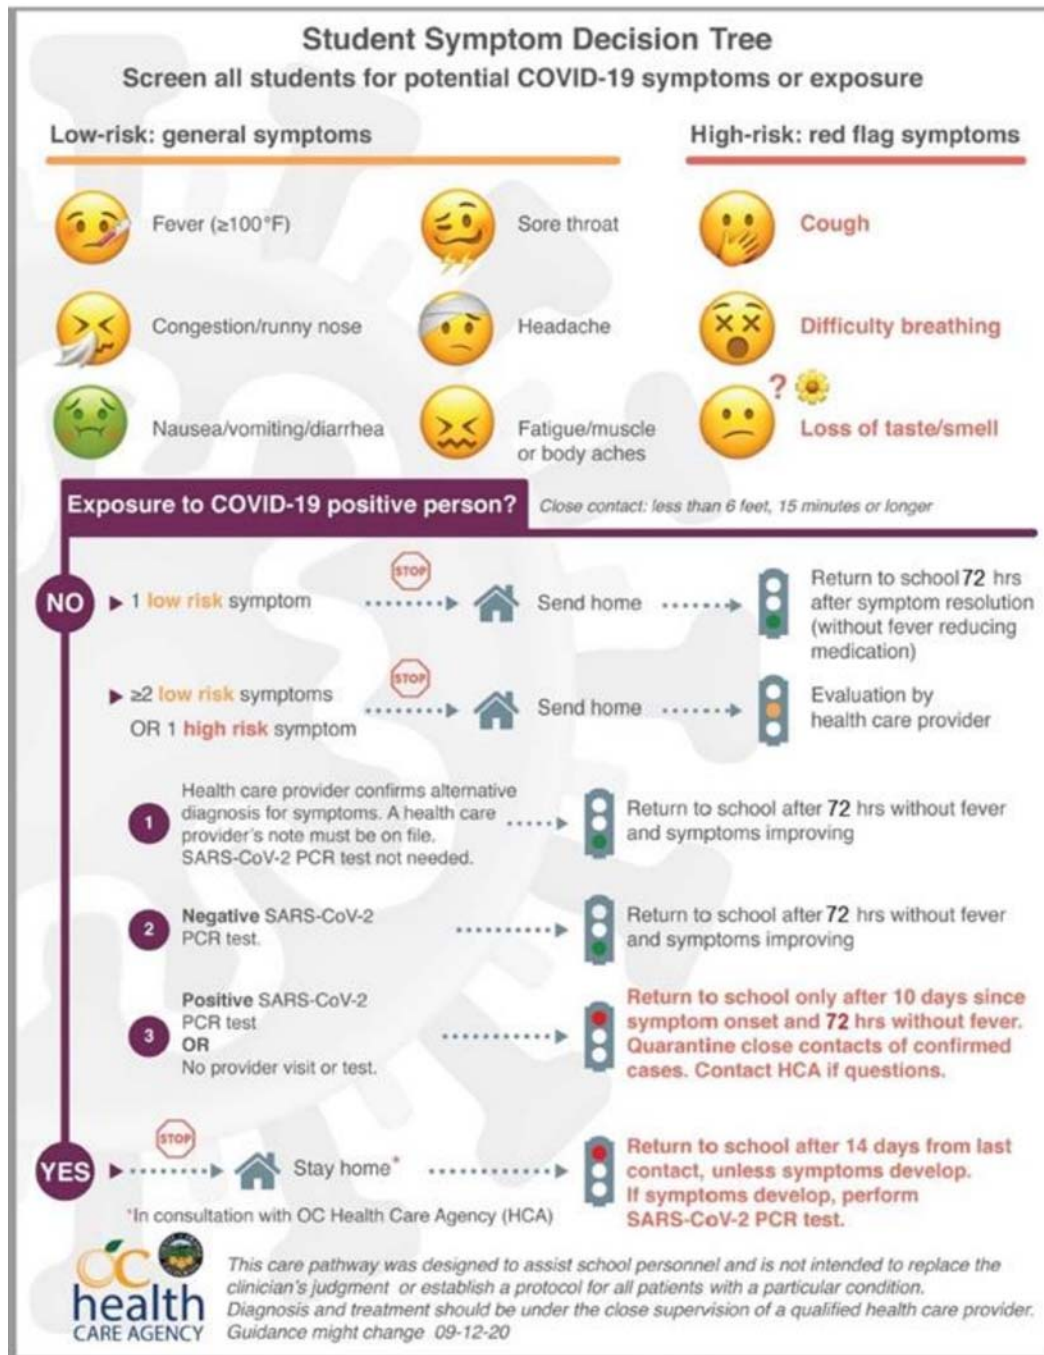 Student Symptom Decision Tree
Screen all students for potential COVID-19 symptoms or exposure
Low-risk: general symptoms
High-risk: red flag symptoms
Fever (≥100°F)
Sore throat
Cough
Congestion/runny nose
Headache
Difficulty breathing
?
Nausea/vomiting/diarrhea
Fatigue/muscle
or body aches
Loss of taste/smell
Exposure to COVID-19 positive person?
Close contact: less than 6 feet, 15 minutes or longer
NO
1 low risk symptom
STOP
Send home
Return to school 72 hrs
after symptom resolution
(without fever reducing
medication)
≥2 low risk symptoms
OR 1 high risk symptom
STOP
Send home
Evaluation by
health care provider
1
Health care provider confirms alternative
diagnosis for symptoms. A health care
provider's note must be on file.
SARS-CoV-2 PCR test not needed.
Return to school after 72 hrs without fever
and symptoms improving
2
Negative SARS-CoV-2
PCR test.
Return to school after 72 hrs without fever
and symptoms improving
3
Positive SARS-CoV-2
PCR test
OR
No provider visit or test.
Return to school only after 10 days since
symptom onset and 72 hrs without fever.
Quarantine close contacts of confirmed
cases. Contact HCA if questions.
YES
STOP
Stay home*
Return to school after 14 days from last
contact, unless symptoms develop.
If symptoms develop, perform
SARS-CoV-2 PCR test.
*In consultation with OC Health Care Agency (HCA)
OC
health
CARE AGENCY
This care pathway was designed to assist school personnel and is not intended to replace the
clinician's judgment or establish a protocol for all patients with a particular condition.
Diagnosis and treatment should be under the close supervision of a qualified health care provider.
Guidance might change 09-12-20